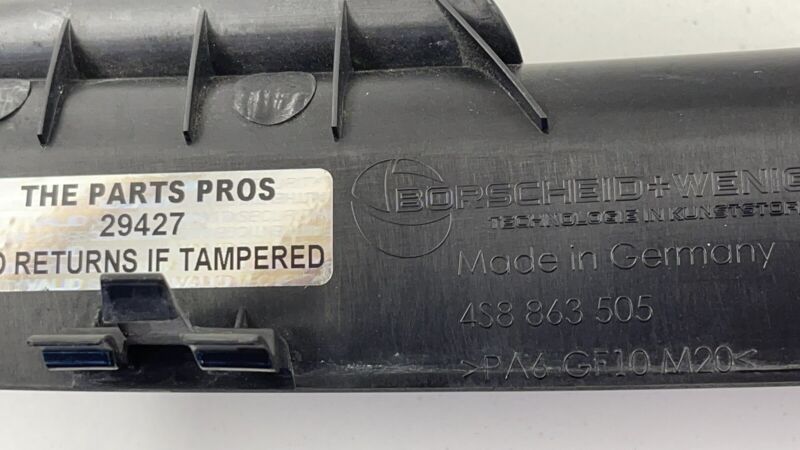 THE PARTS PROS
29427
O RETURNS IF TAMPERED
BORSCHEID+WENIG
TECHNOLOGIE IN KUNSTSTOF
Made in Germany
4S8 863 505
>PA6 GF10 M20<